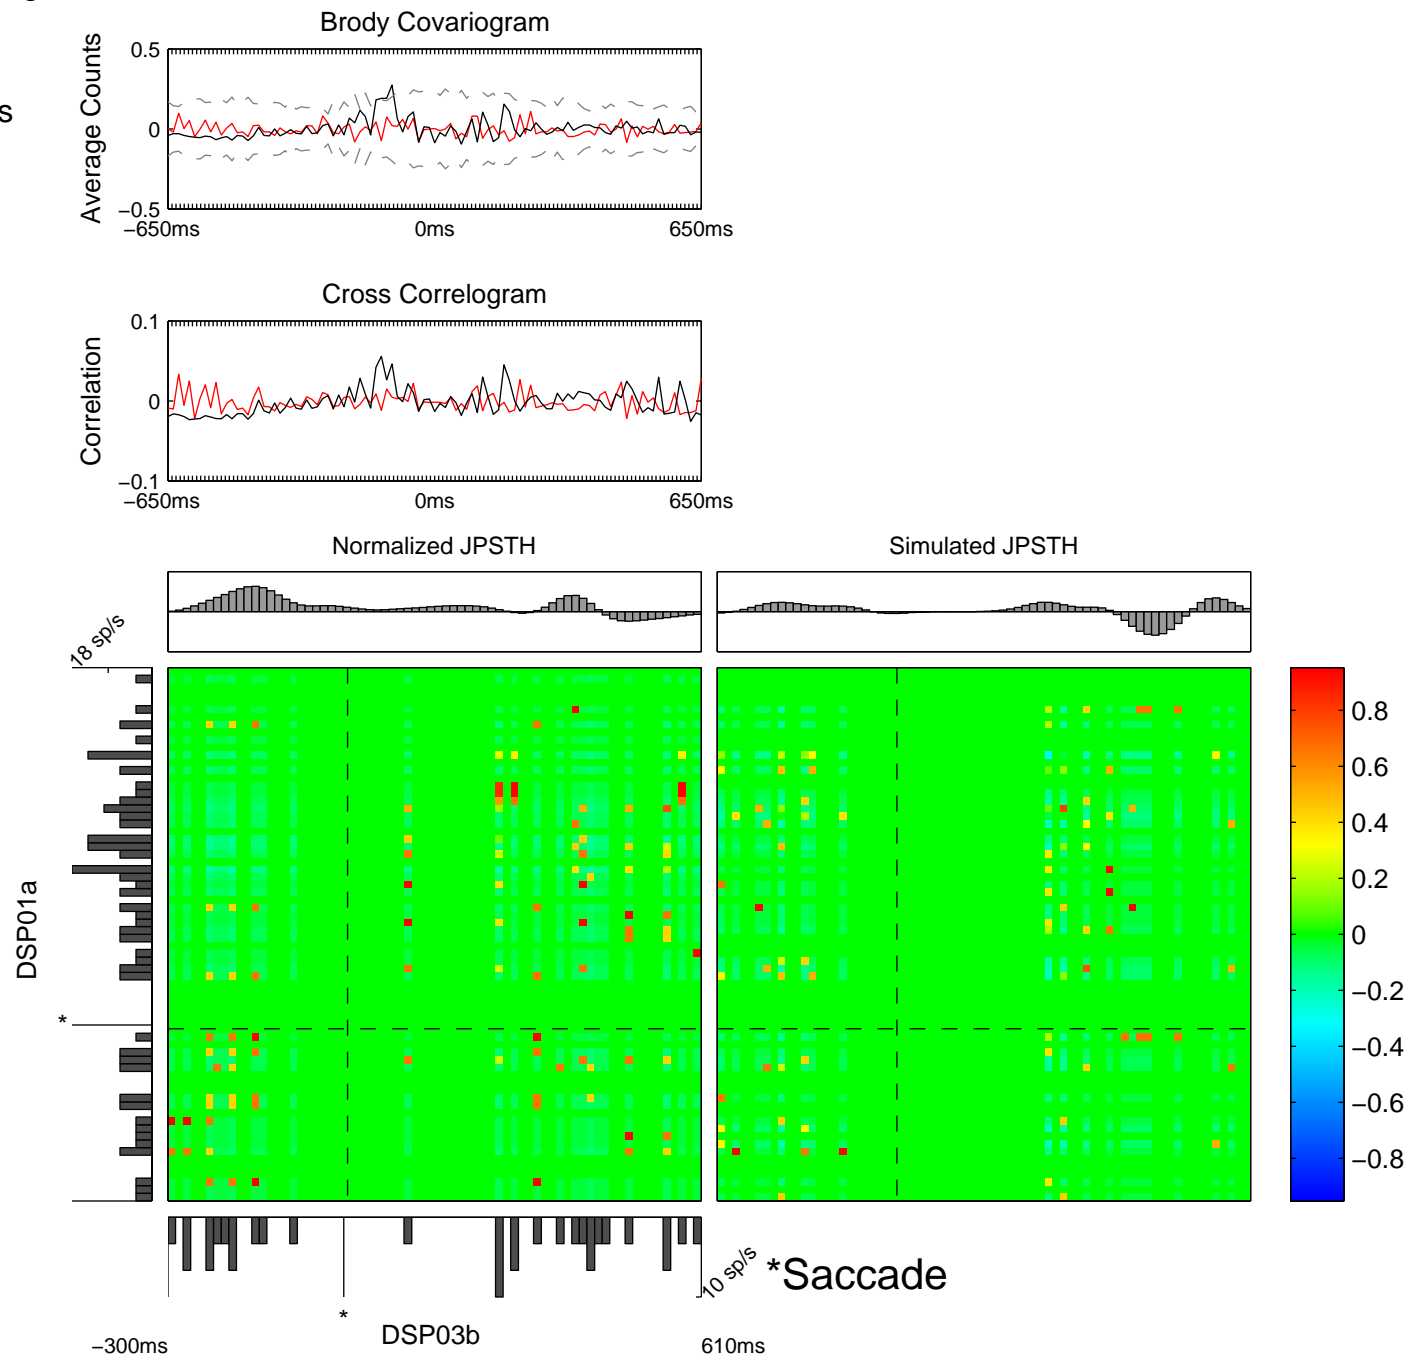 Brody Covariogram
Average Counts
0.5
0
−0.5
−650ms 0ms 650ms
s
Cross Correlogram
Correlation
0.1
0
−0.1
−650ms 0ms 650ms
Normalized JPSTH
Simulated JPSTH
18 sp/s
DSP01a
*
0.8
0.6
0.4
0.2
0
−0.2
−0.4
−0.6
−0.8
10 sp/s
*Saccade
*
DSP03b
−300ms 610ms